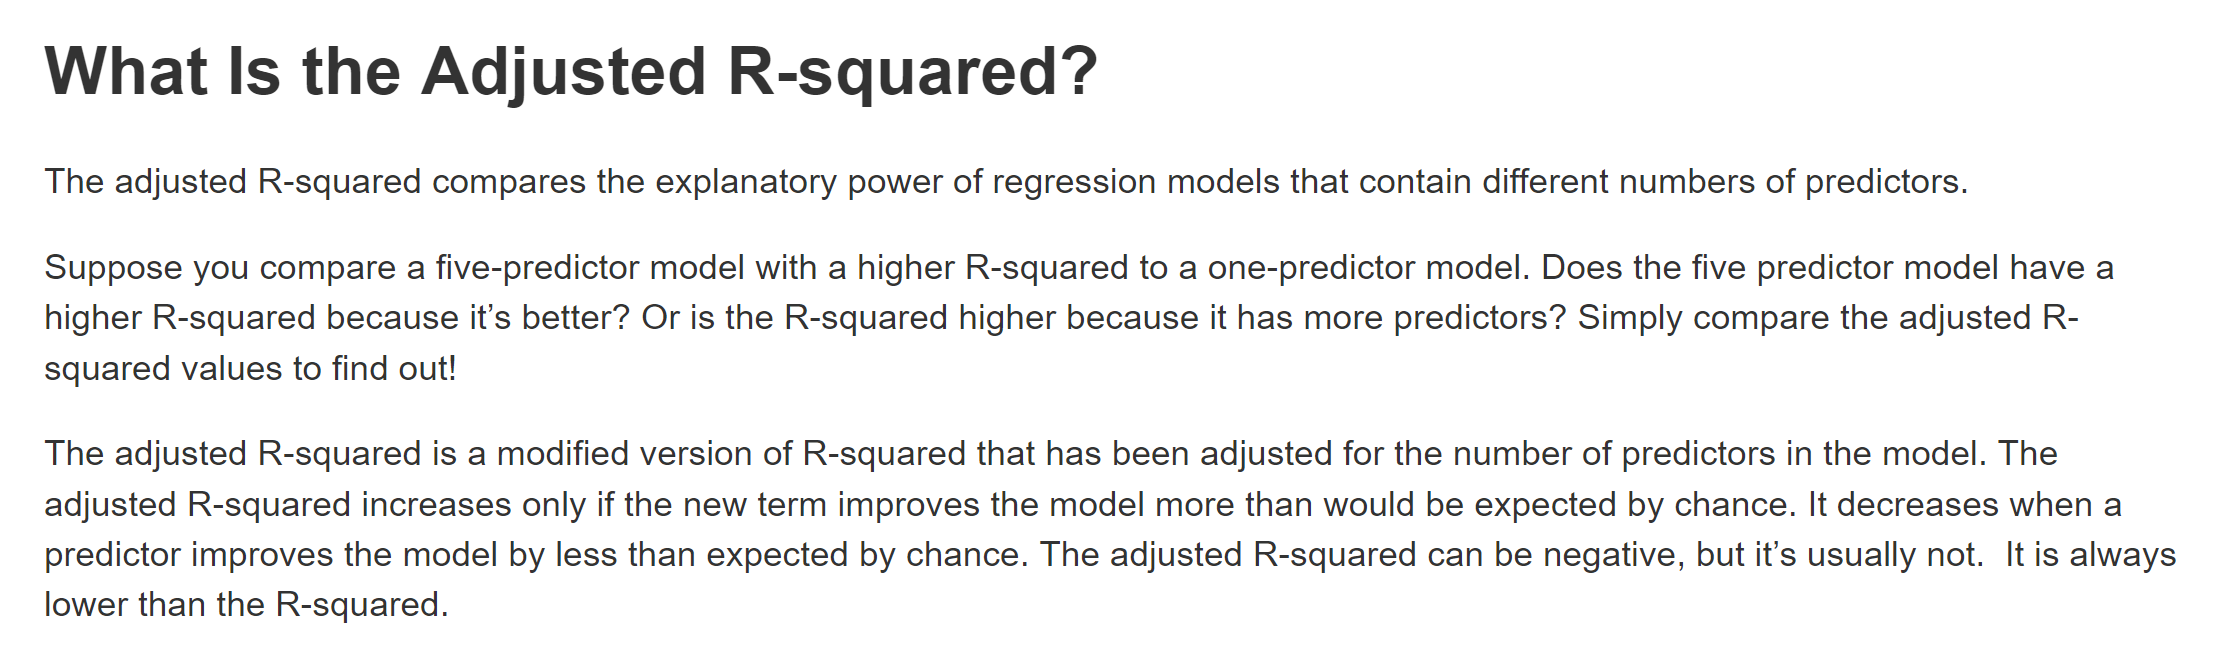 What Is the Adjusted R-squared?
The adjusted R-squared compares the explanatory power of regression models that contain different numbers of predictors.
Suppose you compare a five-predictor model with a higher R-squared to a one-predictor model. Does the five predictor model have a
higher R-squared because it’s better? Or is the R-squared higher because it has more predictors? Simply compare the adjusted R-
squared values to find out!
The adjusted R-squared is a modified version of R-squared that has been adjusted for the number of predictors in the model. The
adjusted R-squared increases only if the new term improves the model more than would be expected by chance. It decreases when a
predictor improves the model by less than expected by chance. The adjusted R-squared can be negative, but it’s usually not.  It is always
lower than the R-squared.